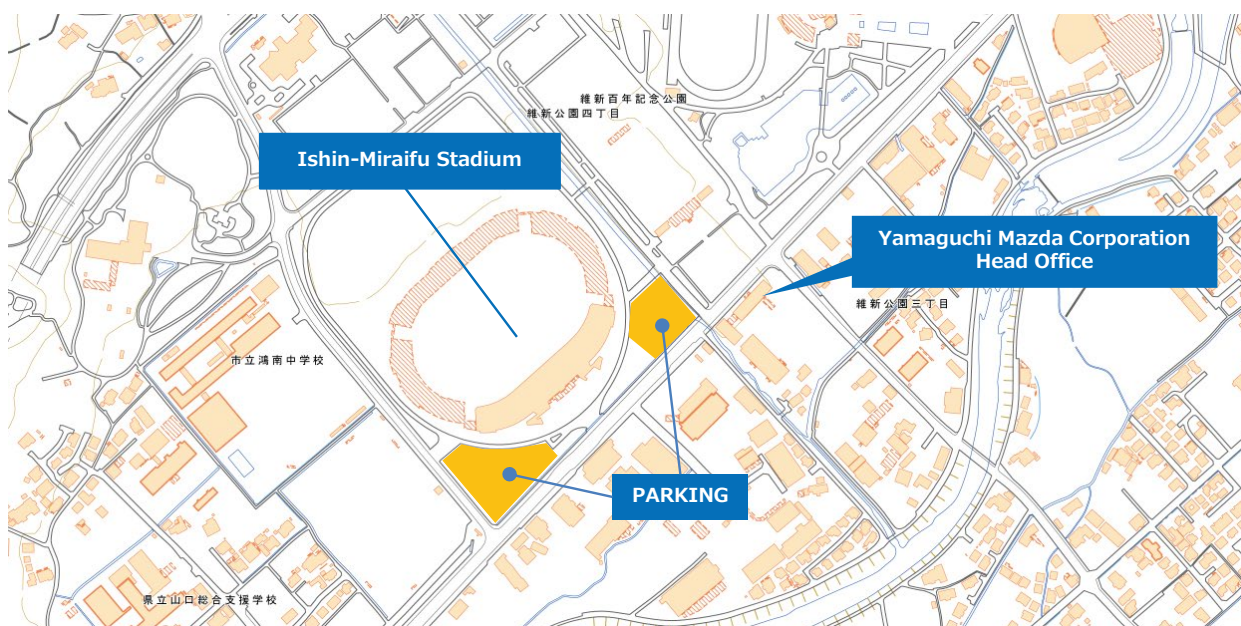 維新百年記念公園
維新公園四丁目
Ishin-Miraifu Stadium
Yamaguchi Mazda Corporation
Head Office
維新公園三丁目
市立鴻南中学校
PARKING
県立山口総合支援学校